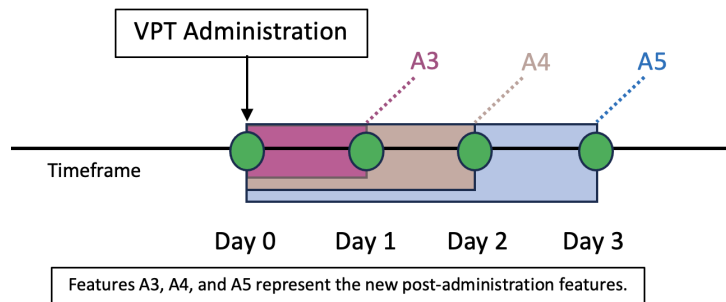 VPT Administration
A3
A4
A5
Timeframe
Day 0
Day 1
Day 2
Day 3
Features A3, A4, and A5 represent the new post-administration features.